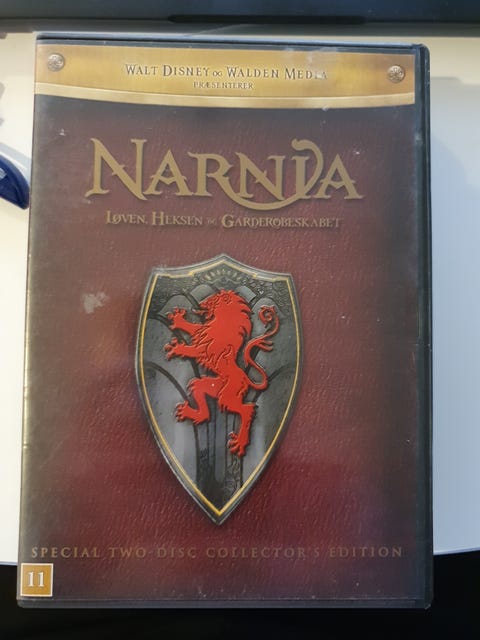 WALT DISNEY OG WALDEN MEDIA
PRÆSENTERER
NARNIA
LØVEN, HEKSEN OG GARDEROBESKABET
SPECIAL TWO-DISC COLLECTOR'S EDITION
11